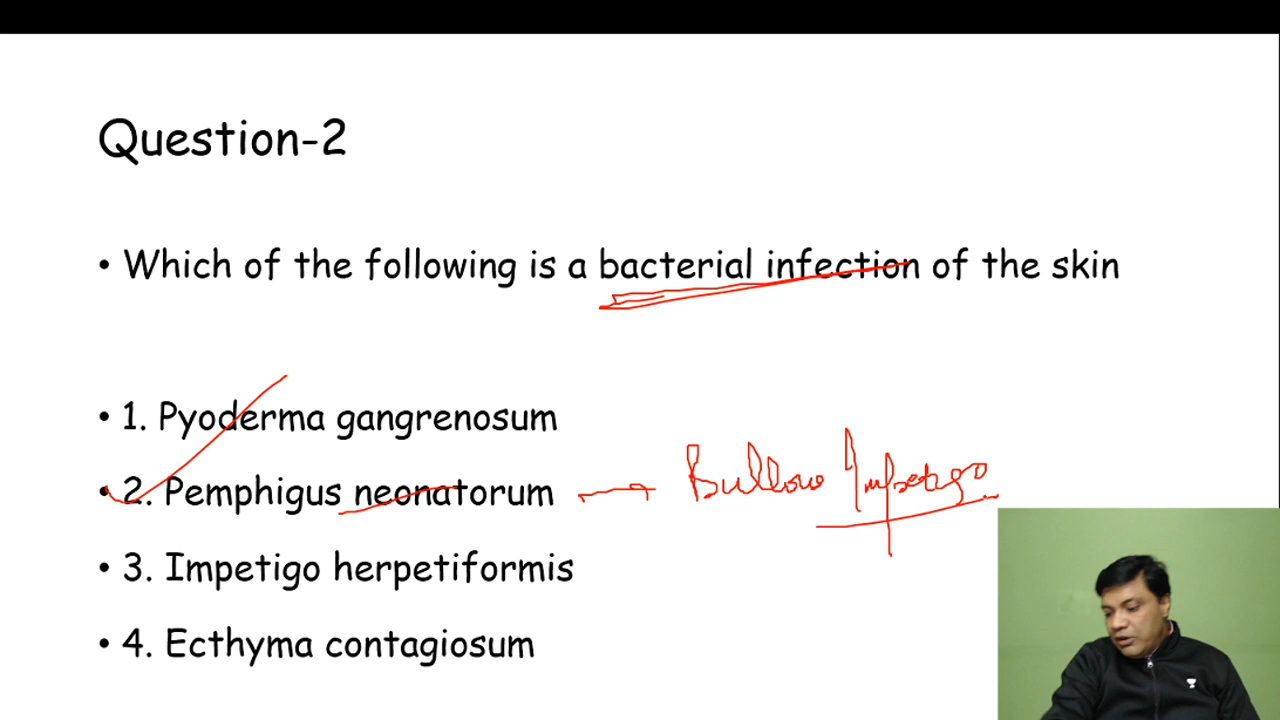 Question-2
• Which of the following is a bacterial infection of the skin
• 1. Pyoderma gangrenosum
• 2. Pemphigus neonatorum → Bullous Impetigo
• 3. Impetigo herpetiformis
• 4. Ecthyma contagiosum